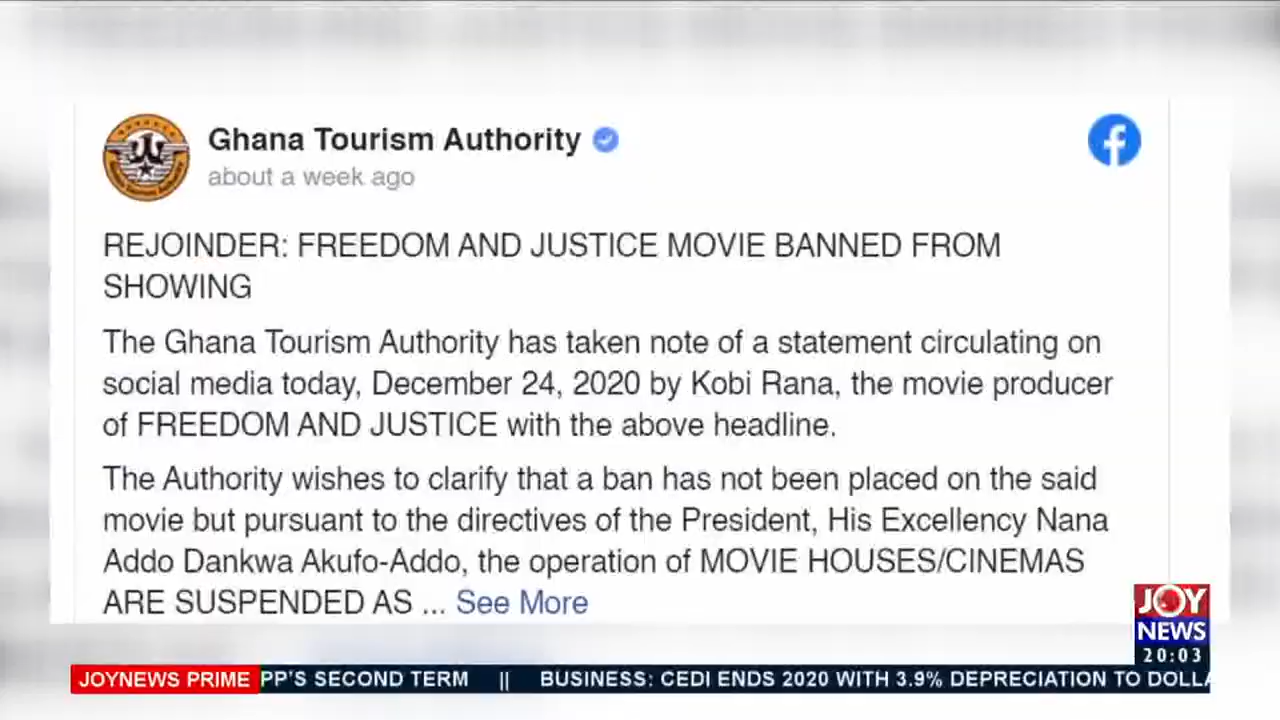 Ghana Tourism Authority
about a week ago
REJOINDER: FREEDOM AND JUSTICE MOVIE BANNED FROM
SHOWING
The Ghana Tourism Authority has taken note of a statement circulating on
social media today, December 24, 2020 by Kobi Rana, the movie producer
of FREEDOM AND JUSTICE with the above headline.
The Authority wishes to clarify that a ban has not been placed on the said
movie but pursuant to the directives of the President, His Excellency Nana
Addo Dankwa Akufo-Addo, the operation of MOVIE HOUSES/CINEMAS
ARE SUSPENDED AS ... See More
JOY
NEWS
20:03
JOYNEWS PRIME PP'S SECOND TERM || BUSINESS: CEDI ENDS 2020 WITH 3.9% DEPRECIATION TO DOLLA